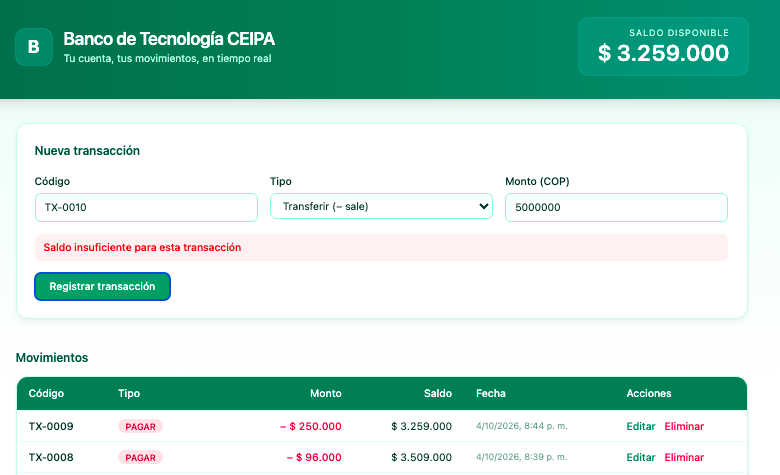 B
Banco de Tecnología CEIPA
Tu cuenta, tus movimientos, en tiempo real
SALDO DISPONIBLE
$ 3.259.000
Nueva transacción
Código Tipo Monto (COP)
TX-0010 Transferir (– sale) 5000000
Saldo insuficiente para esta transacción
Registrar transacción
Movimientos
Código Tipo Monto Saldo Fecha Acciones
TX-0009 PAGAR – $ 250.000 $ 3.259.000 4/10/2026, 8:44 p. m. Editar Eliminar
TX-0008 PAGAR – $ 96.000 $ 3.509.000 4/10/2026, 8:39 p. m. Editar Eliminar